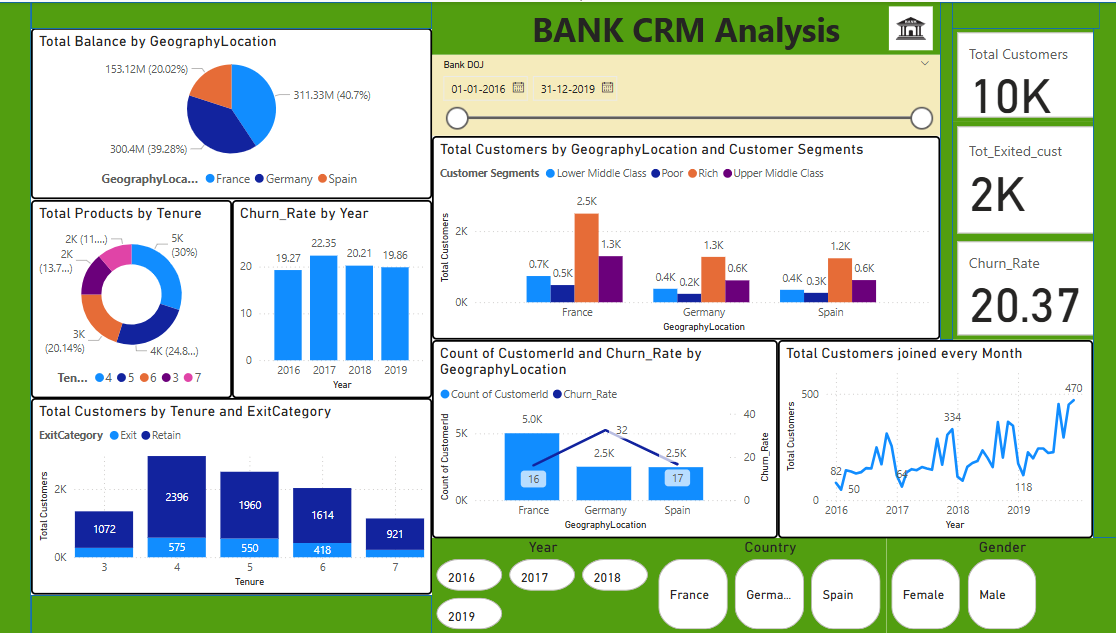 BANK CRM Analysis
BANK
Total Balance by GeographyLocation
153.12M (20.02%)
311.33M (40.7%)
300.4M (39.28%)
GeographyLoca... France Germany Spain
Bank DOJ
01-01-2016 31-12-2019
Total Customers
10K
Tot_Exited_cust
2K
Churn_Rate
20.37
Total Customers by GeographyLocation and Customer Segments
Customer Segments Lower Middle Class Poor Rich Upper Middle Class
Total Customers
2K
0K
0.7K 0.5K 2.5K 1.3K
0.4K 0.2K 1.3K 0.6K
0.4K 0.3K 1.2K 0.6K
France Germany Spain
GeographyLocation
Total Products by Tenure
2K (11....)
5K
(30%)
2K
(13.7...)
3K
(20.14%)
4K (24.8...)
Ten... 4 5 6 3 7
Churn_Rate by Year
20
10
0
19.27 22.35 20.21 19.86
2016 2017 2018 2019
Year
Total Customers by Tenure and ExitCategory
ExitCategory Exit Retain
Total Customers
2K
0K
1072 2396 1960 1614 921
575 550 418
3 4 5 6 7
Tenure
Count of CustomerId and Churn_Rate by
GeographyLocation
Count of CustomerId Churn_Rate
Count of CustomerId
5K
0K
5.0K 2.5K 2.5K
16 32 17
40
20
0
Churn_Rate
France Germany Spain
GeographyLocation
Total Customers joined every Month
Total Customers
500
0
82 50 64 334 118 470
2016 2017 2018 2019
Year
Year
2016 2017 2018
2019
Country
France Germa... Spain
Gender
Female Male